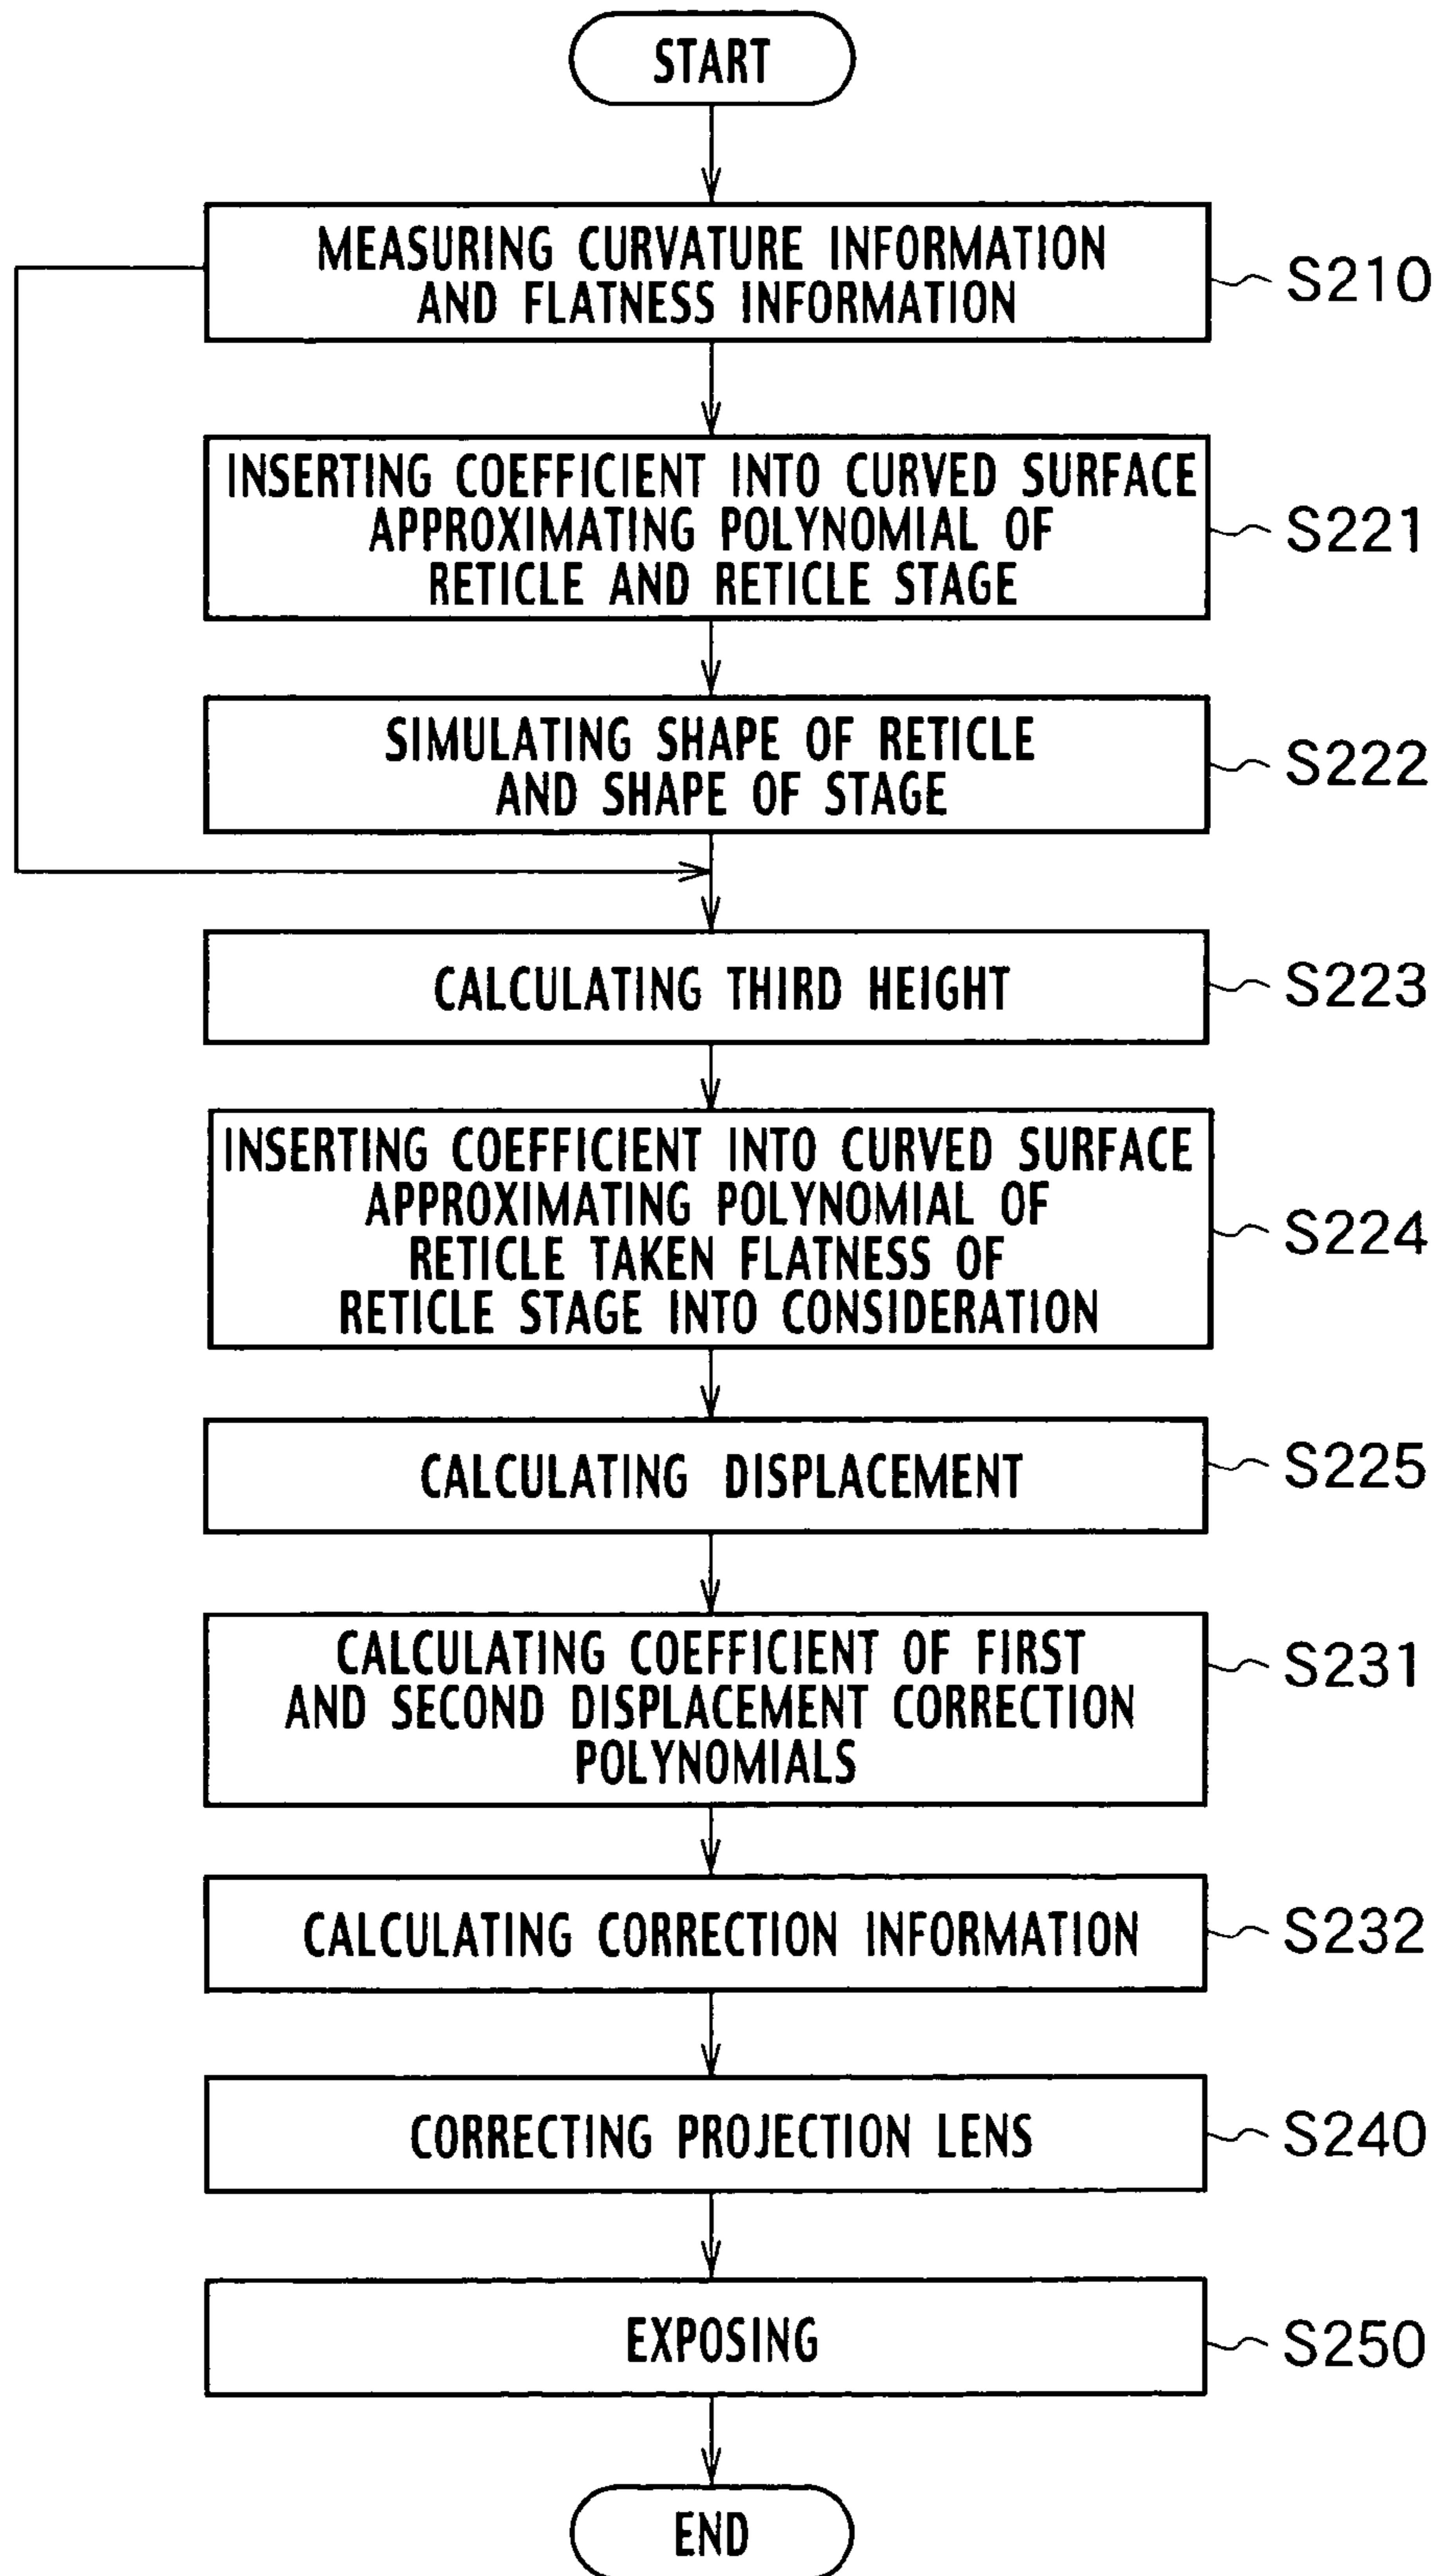 START
MEASURING CURVATURE INFORMATION
AND FLATNESS INFORMATION
S210
INSERTING COEFFICIENT INTO CURVED SURFACE
APPROXIMATING POLYNOMIAL OF
RETICLE AND RETICLE STAGE
S221
SIMULATING SHAPE OF RETICLE
AND SHAPE OF STAGE
S222
CALCULATING THIRD HEIGHT
S223
INSERTING COEFFICIENT INTO CURVED SURFACE
APPROXIMATING POLYNOMIAL OF
RETICLE TAKEN FLATNESS OF
RETICLE STAGE INTO CONSIDERATION
S224
CALCULATING DISPLACEMENT
S225
CALCULATING COEFFICIENT OF FIRST
AND SECOND DISPLACEMENT CORRECTION
POLYNOMIALS
S231
CALCULATING CORRECTION INFORMATION
S232
CORRECTING PROJECTION LENS
S240
EXPOSING
S250
END